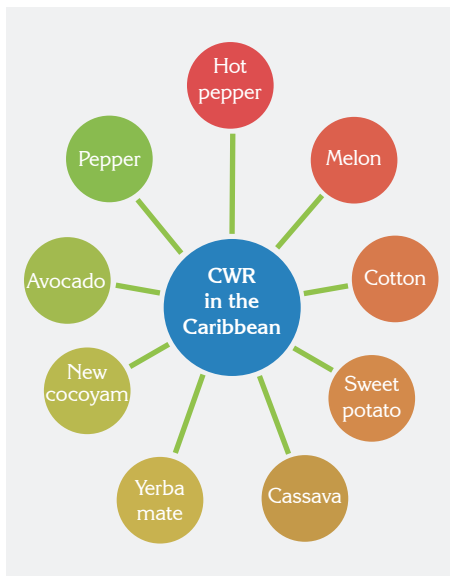 Hot
pepper
Melon
Cotton
Sweet
potato
Cassava
Yerba
mate
New
cocoyam
Avocado
Pepper
CWR
in the
Caribbean